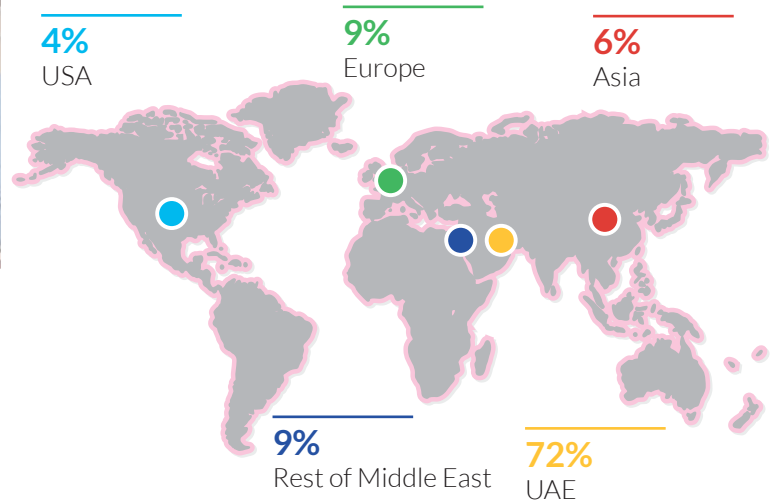 4%
USA
9%
Europe
6%
Asia
9%
Rest of Middle East
72%
UAE